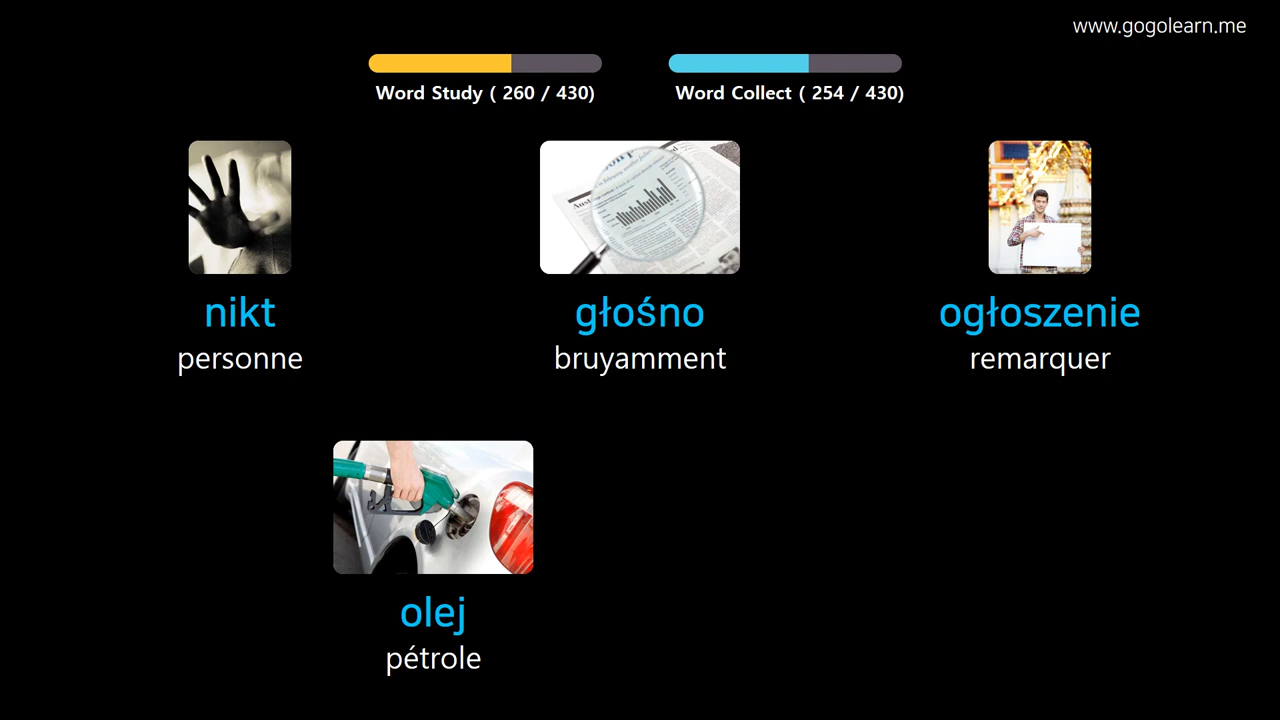 www.gogolearn.me
Word Study ( 260 / 430)
Word Collect ( 254 / 430)
nikt
personne
głośno
bruyamment
ogłoszenie
remarquer
olej
pétrole